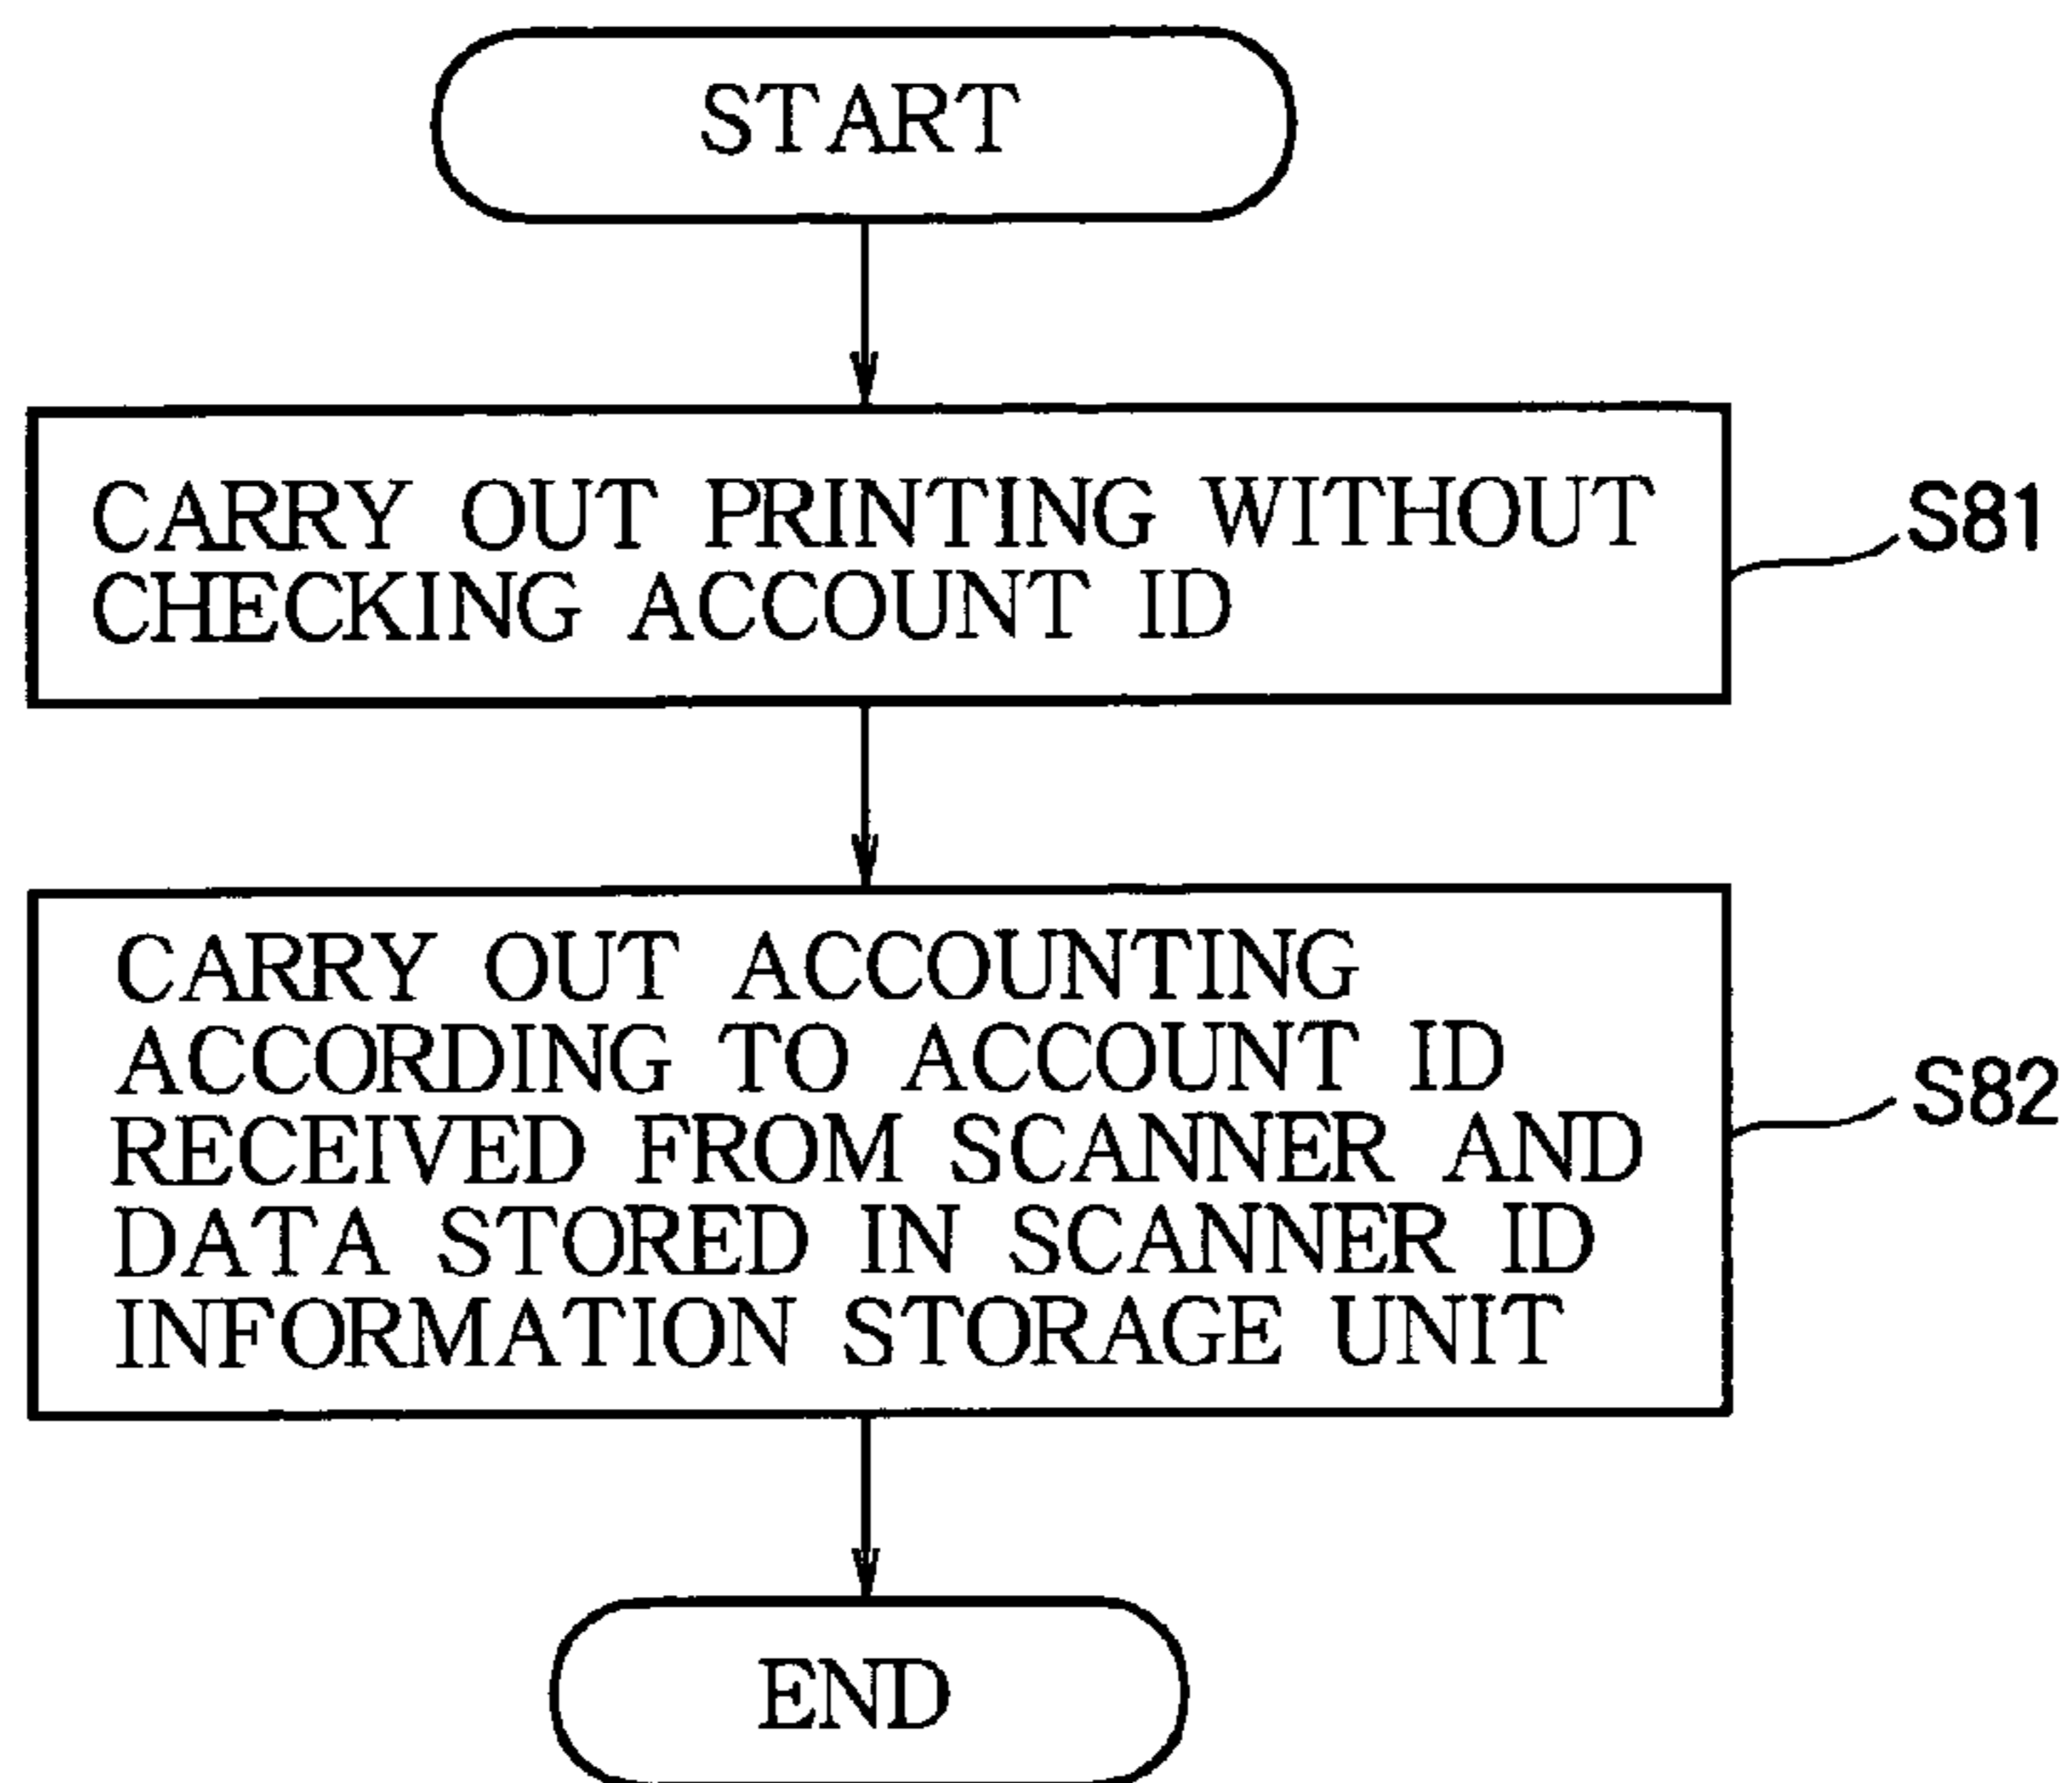 START
CARRY OUT PRINTING WITHOUT
CHECKING ACCOUNT ID
S81
CARRY OUT ACCOUNTING
ACCORDING TO ACCOUNT ID
RECEIVED FROM SCANNER AND
DATA STORED IN SCANNER ID
INFORMATION STORAGE UNIT
S82
END